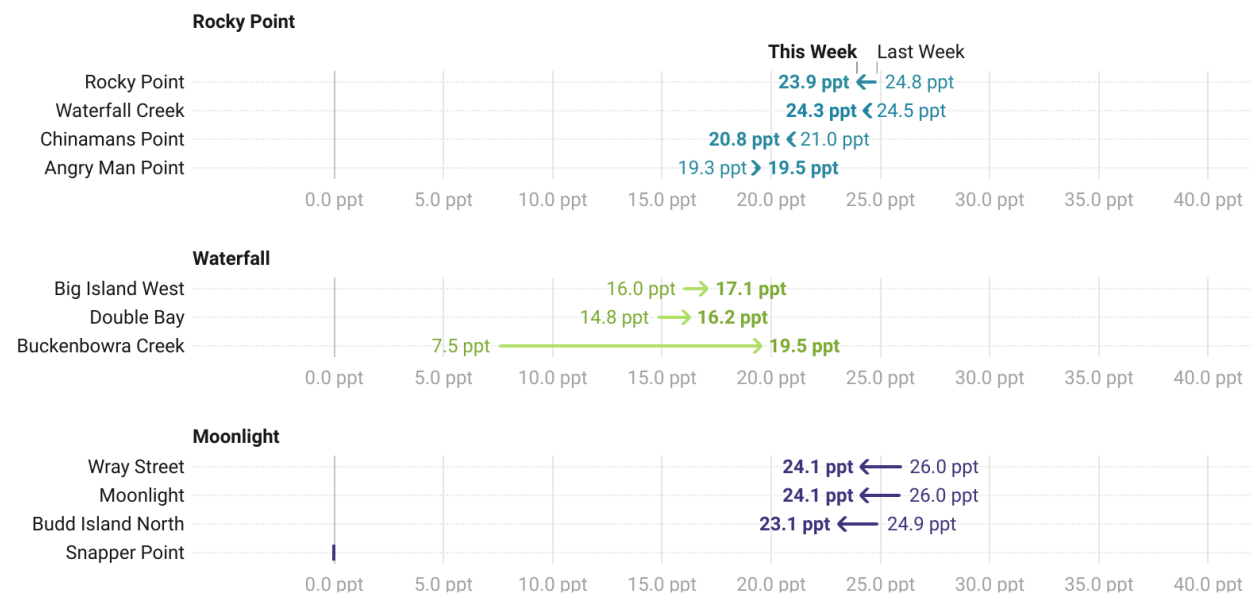 Rocky Point
This Week Last Week
Rocky Point 23.9 ppt 24.8 ppt
Waterfall Creek 24.3 ppt 24.5 ppt
Chinamans Point 20.8 ppt 21.0 ppt
Angry Man Point 19.3 ppt 19.5 ppt
0.0 ppt 5.0 ppt 10.0 ppt 15.0 ppt 20.0 ppt 25.0 ppt 30.0 ppt 35.0 ppt 40.0 ppt
Waterfall
Big Island West 16.0 ppt 17.1 ppt
Double Bay 14.8 ppt 16.2 ppt
Buckenbowra Creek 7.5 ppt 19.5 ppt
0.0 ppt 5.0 ppt 10.0 ppt 15.0 ppt 20.0 ppt 25.0 ppt 30.0 ppt 35.0 ppt 40.0 ppt
Moonlight
Wray Street 24.1 ppt 26.0 ppt
Moonlight 24.1 ppt 26.0 ppt
Budd Island North 23.1 ppt 24.9 ppt
Snapper Point
0.0 ppt 5.0 ppt 10.0 ppt 15.0 ppt 20.0 ppt 25.0 ppt 30.0 ppt 35.0 ppt 40.0 ppt